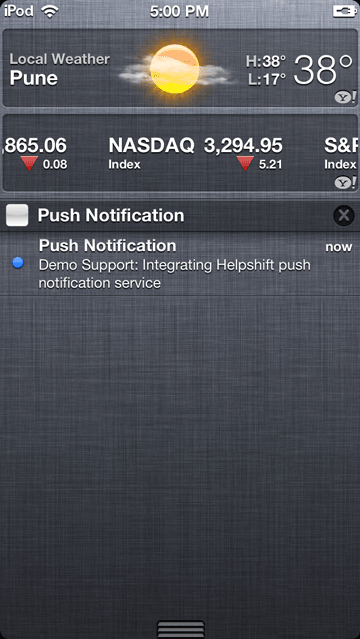 iPod 5:00 PM
Local Weather
Pune
H:38° 38°
L:17°
Y!
,865.06 NASDAQ 3,294.95 S&P
0.08 Index 5.21 Index
Y!
Push Notification
Push Notification now
Demo Support: Integrating Helpshift push
notification service